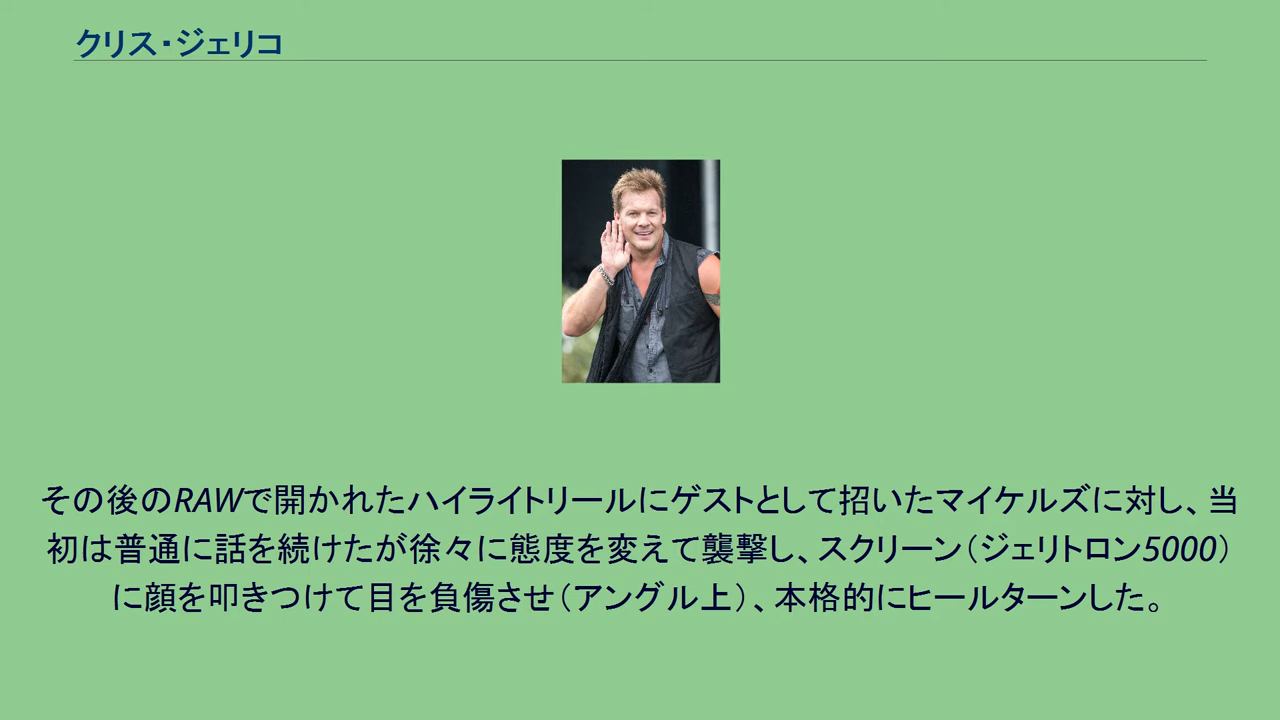 クリス・ジェリコ
その後のRAWで開かれたハイライトリールにゲストとして招いたマイケルズに対し、当
初は普通に話を続けたが徐々に態度を変えて襲撃し、スクリーン（ジェリトロン5000）
に顔を叩きつけて目を負傷させ（アングル上）、本格的にヒールターンした。